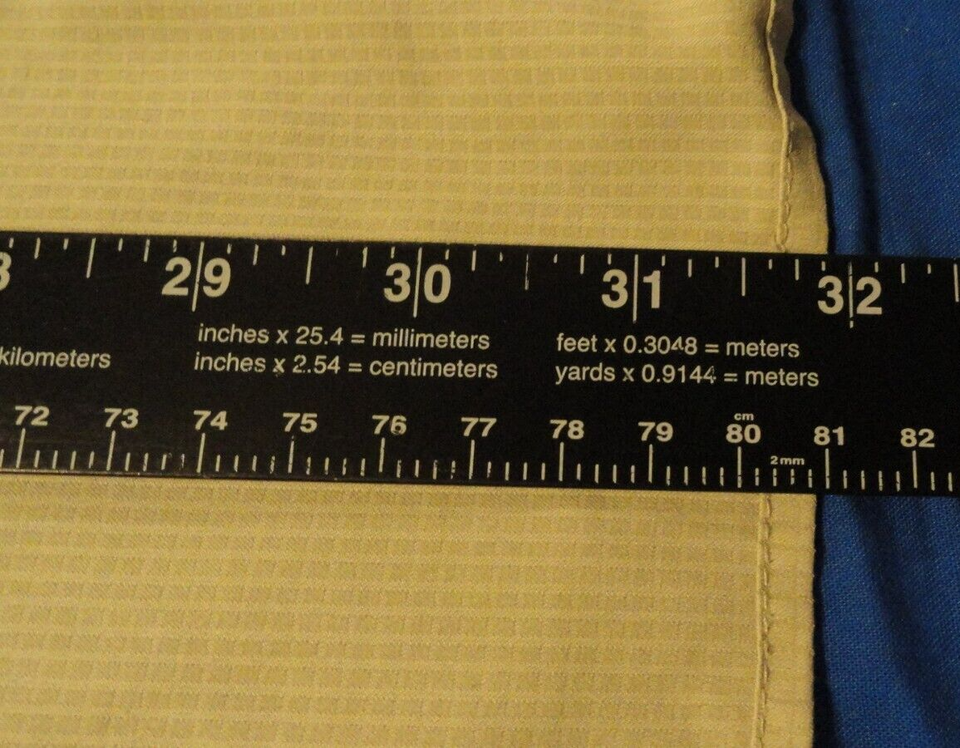 8 29 30 31 32
inches x 25.4 = millimeters
feet x 0.3048 = meters
kilometers
inches x 2.54 = centimeters
yards x 0.9144 = meters
cm
72 73 74 75 76 77 78 79 80 81 82
2mm